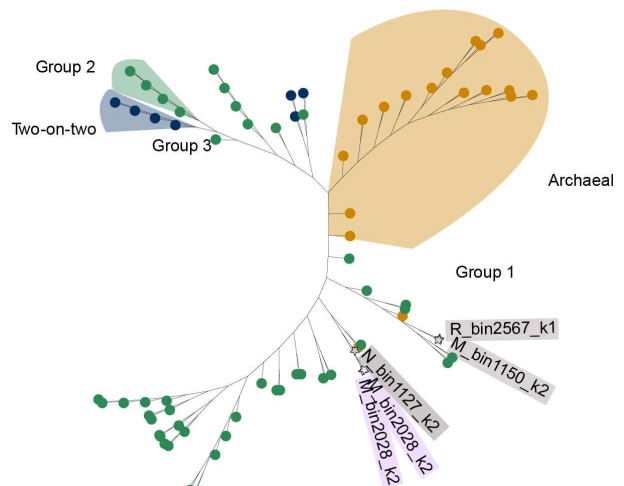 Group 2
Two-on-two
Group 3
Archaeal
Group 1
R_bin2567_k1
M_bin1150_k2
N_bin1127_k2
M_bin2028_k2
M_bin2028_k2